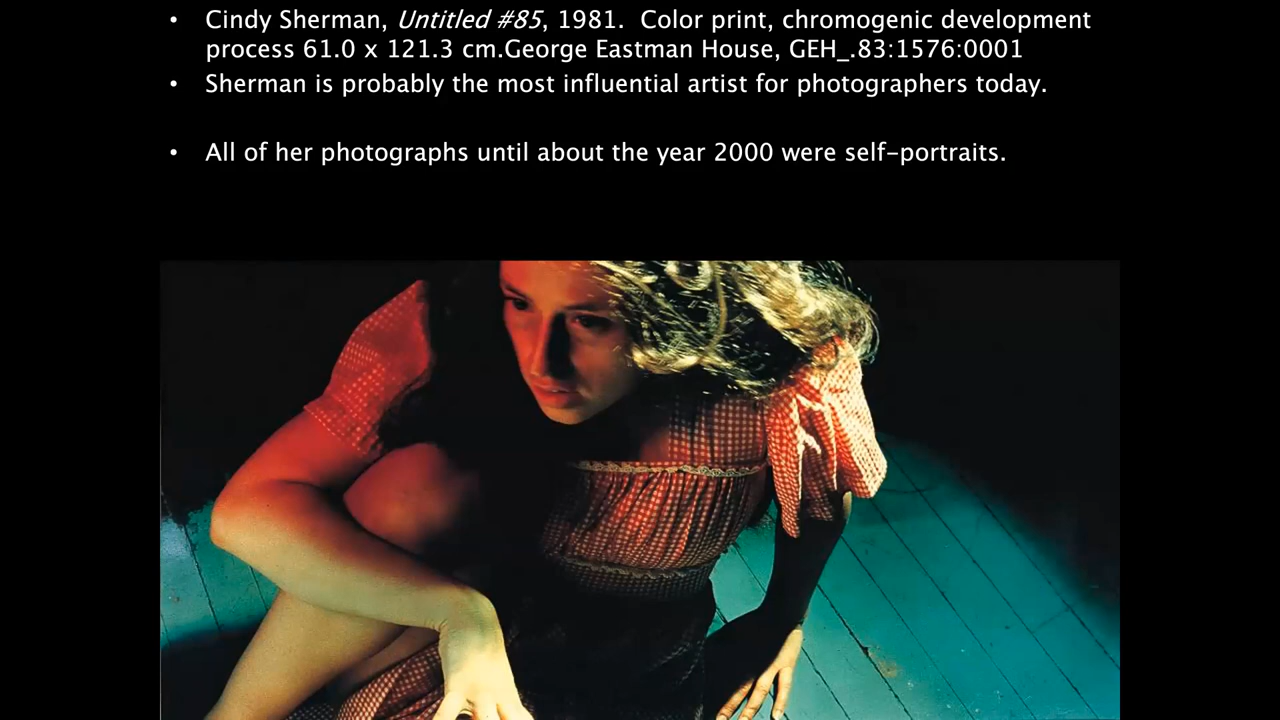 • Cindy Sherman, Untitled #85, 1981.  Color print, chromogenic development
process 61.0 x 121.3 cm.George Eastman House, GEH_.83:1576:0001
• Sherman is probably the most influential artist for photographers today.
• All of her photographs until about the year 2000 were self-portraits.